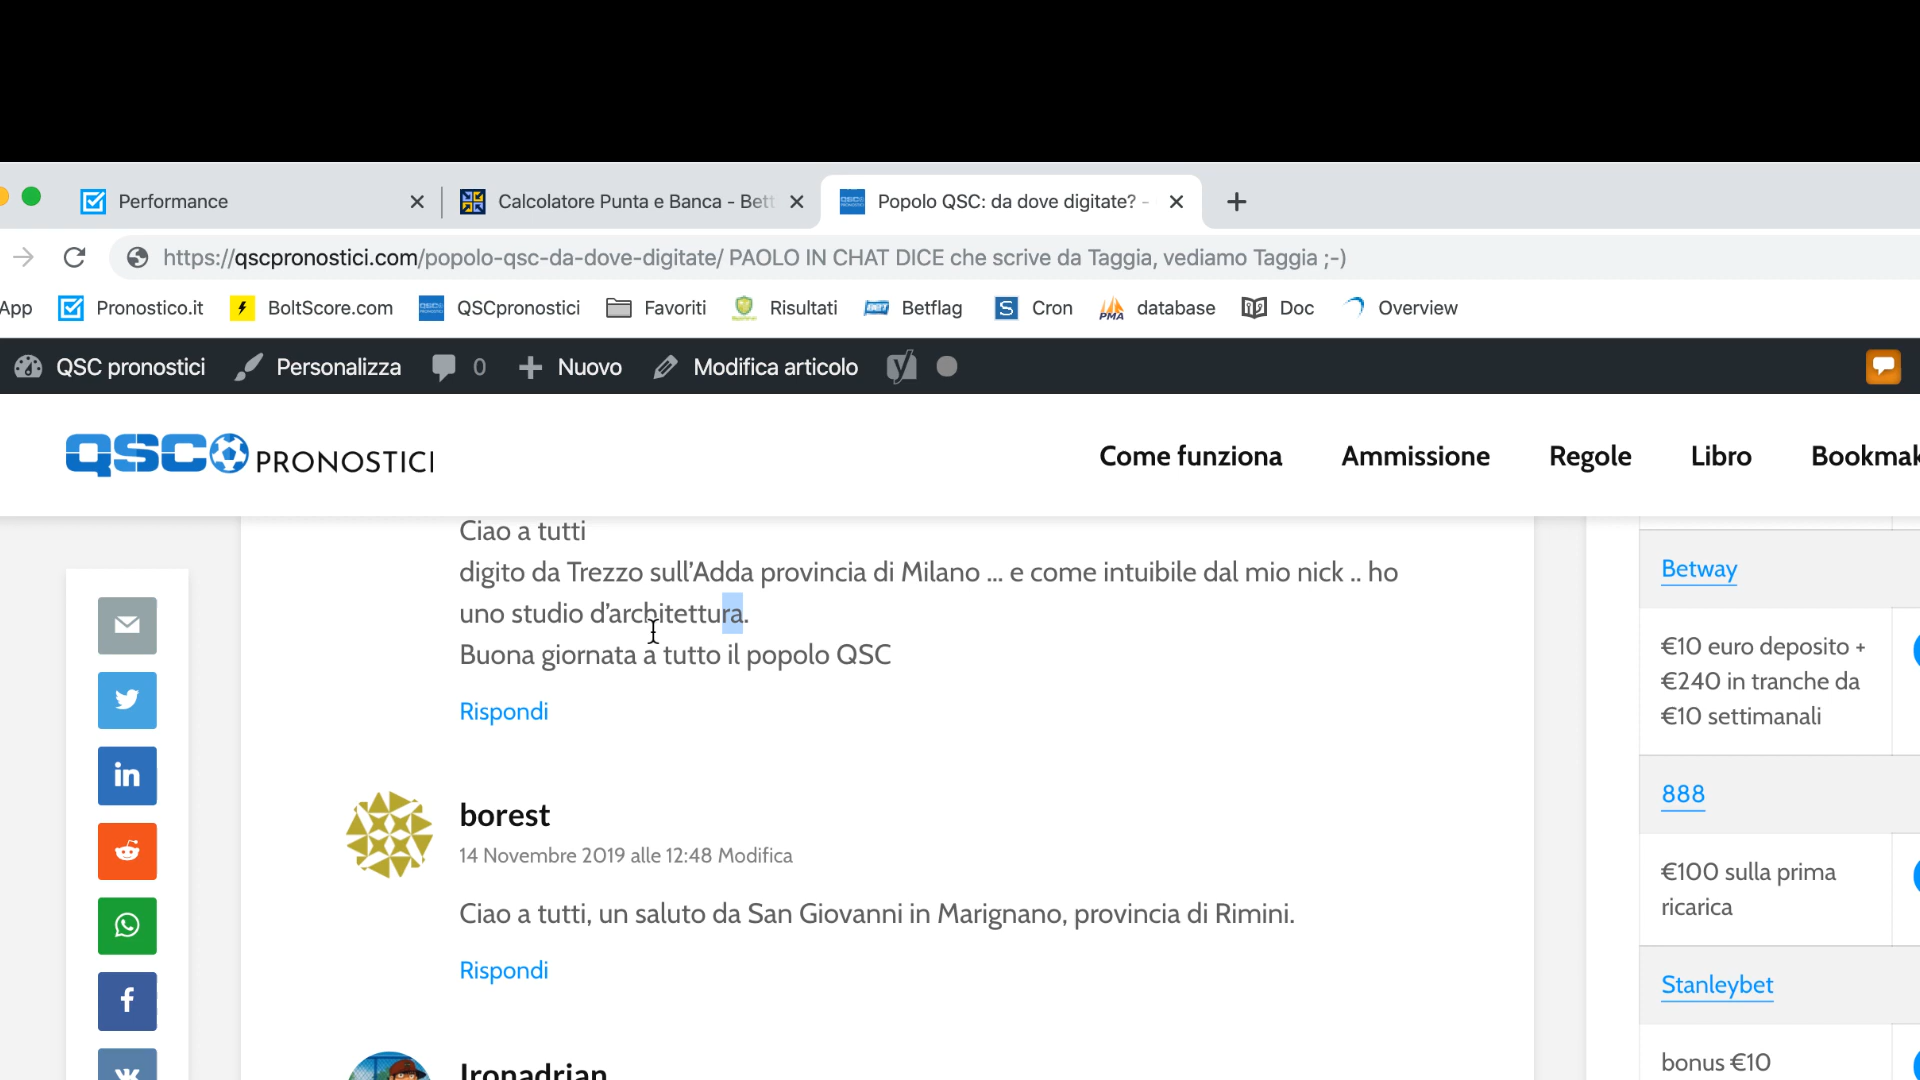 Performance
Calcolatore Punta e Banca - Bett
Popolo QSC: da dove digitate? -
https://qscpronostici.com/popolo-qsc-da-dove-digitate/ PAOLO IN CHAT DICE che scrive da Taggia, vediamo Taggia ;-)
App Pronostico.it BoltScore.com QSCpronostici Favoriti Risultati Betflag Cron database Doc Overview
QSC pronostici Personalizza 0 Nuovo Modifica articolo
QSC PRONOSTICI
Come funziona Ammissione Regole Libro Bookmak
Ciao a tutti
digito da Trezzo sull'Adda provincia di Milano ... e come intuibile dal mio nick .. ho
uno studio d'architettura.
Buona giornata a tutto il popolo QSC
Rispondi
borest
14 Novembre 2019 alle 12:48 Modifica
Ciao a tutti, un saluto da San Giovanni in Marignano, provincia di Rimini.
Rispondi
Ironadrian
Betway
€10 euro deposito +
€240 in tranche da
€10 settimanali
888
€100 sulla prima
ricarica
Stanleybet
bonus €10